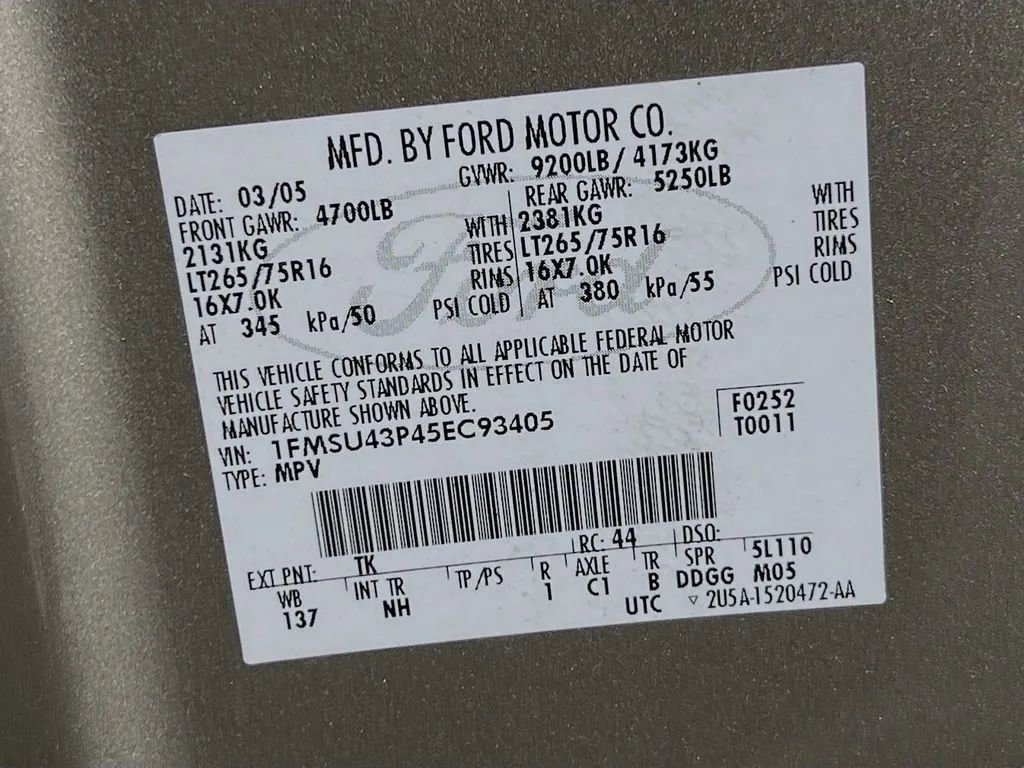 MFD. BY FORD MOTOR CO.
DATE: 03/05 GVWR: 9200LB / 4173KG
FRONT GAWR: 4700LB REAR GAWR: 5250LB
2131KG WITH 2381KG WITH
LT265/75R16 TIRES LT265/75R16 TIRES
16X7.0K RIMS 16X7.0K RIMS
AT 345 kPa/50 PSI COLD AT 380 kPa/55 PSI COLD
Ford
THIS VEHICLE CONFORMS TO ALL APPLICABLE FEDERAL MOTOR
VEHICLE SAFETY STANDARDS IN EFFECT ON THE DATE OF
MANUFACTURE SHOWN ABOVE.
VIN: 1FMSU43P45EC93405 F0252
TYPE: MPV T0011
EXT PNT: TK RC: 44 DSO:
WB INT TR TP/PS R AXLE TR SPR 5L110
137 NH 1 C1 B DDGG M05
UTC ▽ 2U5A-1520472-AA